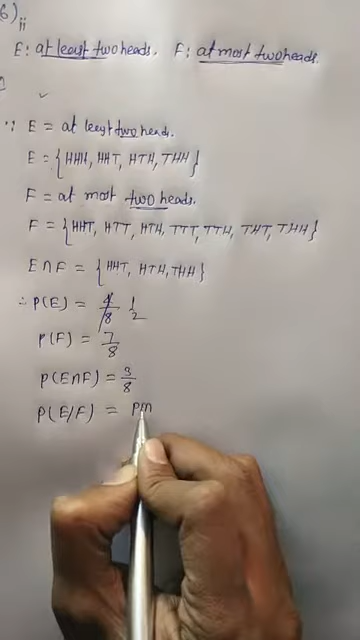 6)ii
E: at least two heads. F: at most two heads.
∵ E = at leest two heads.
E = {HHH, HHT, HTH, THH}
F = at most two heads.
F = {HHT, HTT, HTH, TTT, TTH, THT, THH}
E∩F = {HHT, HTH, THH}
∴ P(E) = 4/8 1/2
P(F) = 7/8
P(E∩F) = 3/8
P(E/F) =